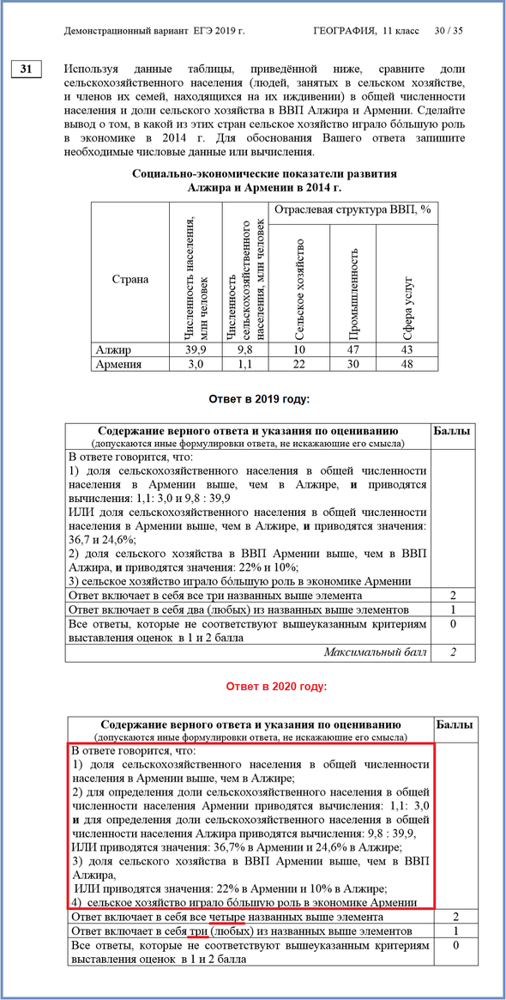 Демонстрационный вариант ЕГЭ 2019 г. ГЕОГРАФИЯ, 11 класс 30 / 35
31
Используя данные таблицы, приведённой ниже, сравните доли
сельскохозяйственного населения (людей, занятых в сельском хозяйстве,
и членов их семей, находящихся на их иждивении) в общей численности
населения и доли сельского хозяйства в ВВП Алжира и Армении. Сделайте
вывод о том, в какой из этих стран сельское хозяйство играло бо́льшую роль
в экономике в 2014 г. Для обоснования Вашего ответа запишите
необходимые числовые данные или вычисления.
Социально-экономические показатели развития
Алжира и Армении в 2014 г.
Страна
Численность населения,
млн человек
Численность
сельскохозяйственного
населения, млн человек
Отраслевая структура ВВП, %
Сельское хозяйство
Промышленность
Сфера услуг
Алжир 39,9 9,8 10 47 43
Армения 3,0 1,1 22 30 48
Ответ в 2019 году:
Содержание верного ответа и указания по оцениванию Баллы
(допускаются иные формулировки ответа, не искажающие его смысла)
В ответе говорится, что:
1) доля сельскохозяйственного населения в общей численности
населения в Армении выше, чем в Алжире, и приводятся
вычисления: 1,1: 3,0 и 9,8 : 39,9
ИЛИ доля сельскохозяйственного населения в общей численности
населения в Армении выше, чем в Алжире, и приводятся значения:
36,7 и 24,6%;
2) доля сельского хозяйства в ВВП Армении выше, чем в ВВП
Алжира, и приводятся значения: 22% и 10%;
3) сельское хозяйство играло бо́льшую роль в экономике Армении
Ответ включает в себя все три названных выше элемента 2
Ответ включает в себя два (любых) из названных выше элементов 1
Все ответы, которые не соответствуют вышеуказанным критериям 0
выставления оценок в 1 и 2 балла
Максимальный балл 2
Ответ в 2020 году:
Содержание верного ответа и указания по оцениванию Баллы
(допускаются иные формулировки ответа, не искажающие его смысла)
В ответе говорится, что:
1) доля сельскохозяйственного населения в общей численности
населения в Армении выше, чем в Алжире;
2) для определения доли сельскохозяйственного населения в общей
численности населения Армении приводятся вычисления: 1,1: 3,0
и для определения доли сельскохозяйственного населения в общей
численности населения Алжира приводятся вычисления: 9,8 : 39,9,
ИЛИ приводятся значения: 36,7% в Армении и 24,6% в Алжире;
3) доля сельского хозяйства в ВВП Армении выше, чем в ВВП
Алжира,
ИЛИ приводятся значения: 22% в Армении и 10% в Алжире;
4) сельское хозяйство играло бо́льшую роль в экономике Армении
Ответ включает в себя все четыре названных выше элемента 2
Ответ включает в себя три (любых) из названных выше элементов 1
Все ответы, которые не соответствуют вышеуказанным критериям 0
выставления оценок в 1 и 2 балла